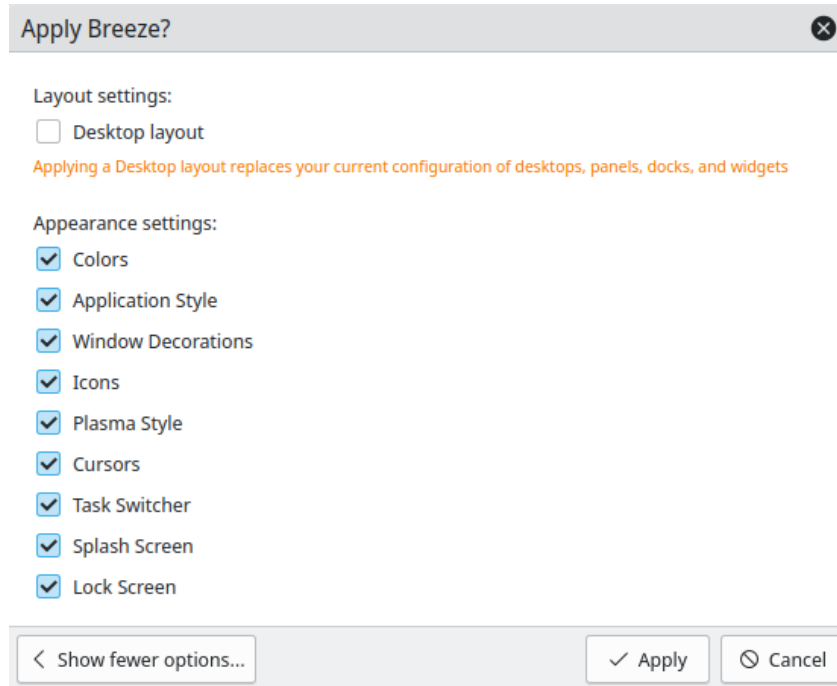 Apply Breeze?
Layout settings:
Desktop layout
Applying a Desktop layout replaces your current configuration of desktops, panels, docks, and widgets
Appearance settings:
Colors
Application Style
Window Decorations
Icons
Plasma Style
Cursors
Task Switcher
Splash Screen
Lock Screen
Show fewer options... Apply Cancel